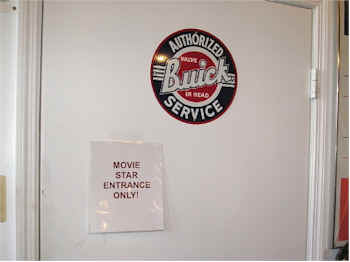 AUTHORIZED
VALVE
Buick
IN HEAD
SERVICE
MOVIE
STAR
ENTRANCE
ONLY!